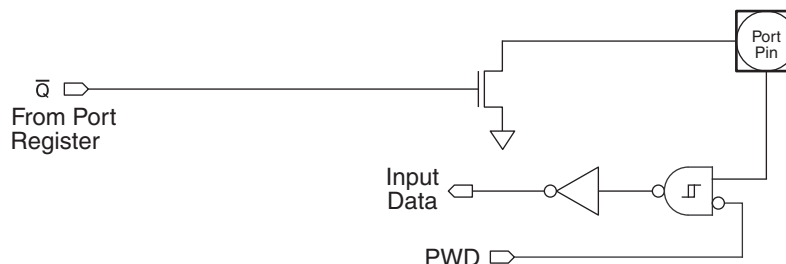 Port
Pin
Q̅
From Port
Register
Input
Data
PWD